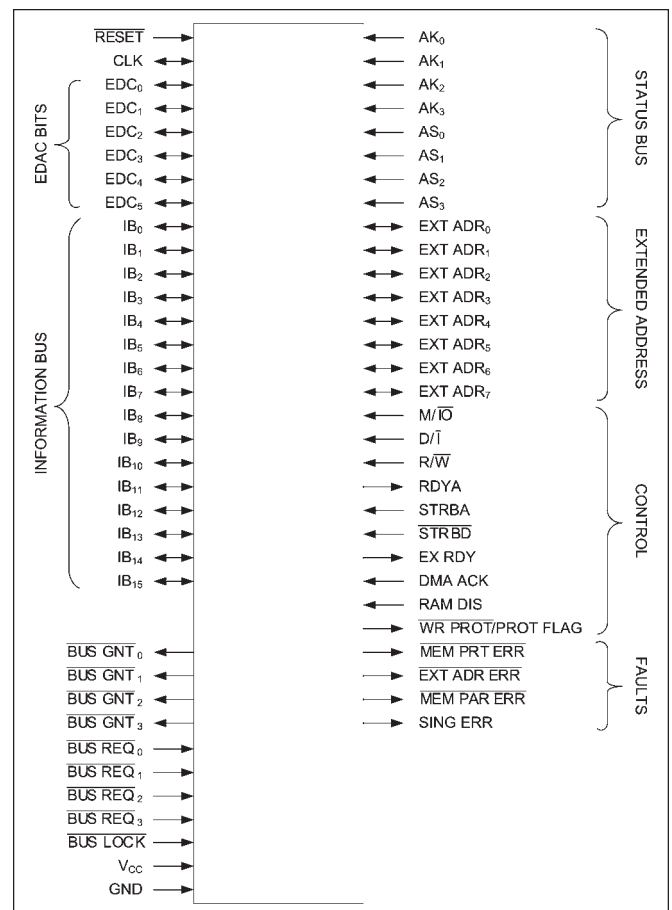 RESET
CLK
EDAC BITS
EDC₀
EDC₁
EDC₂
EDC₃
EDC₄
EDC₅
INFORMATION BUS
IB₀
IB₁
IB₂
IB₃
IB₄
IB₅
IB₆
IB₇
IB₈
IB₉
IB₁₀
IB₁₁
IB₁₂
IB₁₃
IB₁₄
IB₁₅
BUS GNT₀
BUS GNT₁
BUS GNT₂
BUS GNT₃
BUS REQ₀
BUS REQ₁
BUS REQ₂
BUS REQ₃
BUS LOCK
VCC
GND
AK₀
AK₁
AK₂
AK₃
AS₀
AS₁
AS₂
AS₃
STATUS BUS
EXT ADR₀
EXT ADR₁
EXT ADR₂
EXT ADR₃
EXT ADR₄
EXT ADR₅
EXT ADR₆
EXT ADR₇
EXTENDED ADDRESS
M/IO
D/I
R/W
RDYA
STRBA
STRBD
EX RDY
DMA ACK
RAM DIS
WR PROT/PROT FLAG
CONTROL
MEM PRT ERR
EXT ADR ERR
MEM PAR ERR
SING ERR
FAULTS